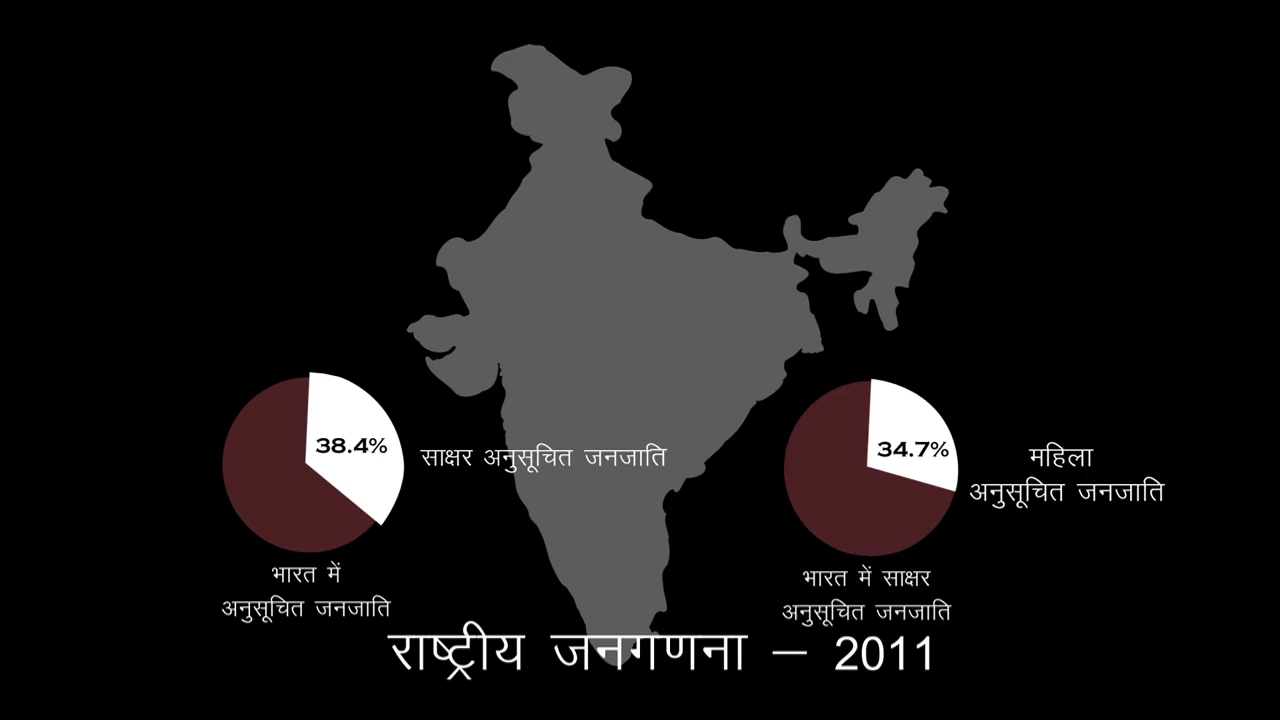 38.4%
साक्षर अनुसूचित जनजाति
भारत में
अनुसूचित जनजाति
34.7%
महिला
अनुसूचित जनजाति
भारत में साक्षर
अनुसूचित जनजाति
राष्ट्रीय जनगणना – 2011